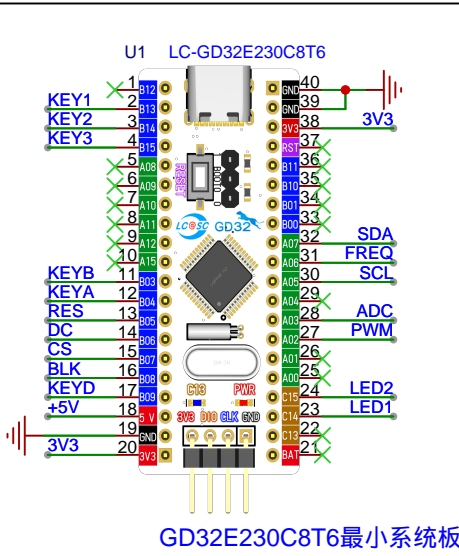 U1 LC-GD32E230C8T6
1 B12 GND 40
KEY1 2 B13 GND 39
KEY2 3 B14 3V3 38 3V3
KEY3 4 B15 RST 37
5 A08 B11 36
6 A09 B10 35
7 A10 B01 34
8 A11 B00 33
9 A12 A07 32 SDA
10 A15 A06 31 FREQ
KEYB 11 B03 A05 30 SCL
KEYA 12 B04 A04 29
RES 13 B05 A03 28 ADC
DC 14 B06 A02 27 PWM
CS 15 B07 A01 26
BLK 16 B08 A00 25
KEYD 17 B09 C15 24 LED2
+5V 18 5 V C14 23 LED1
19 GND C13 22
3V3 20 3V3 BAT 21
RESET
BOOT0
0
LC SC GD32
C13 PWR
3V3 DIO CLK GND
GD32E230C8T6最小系统板